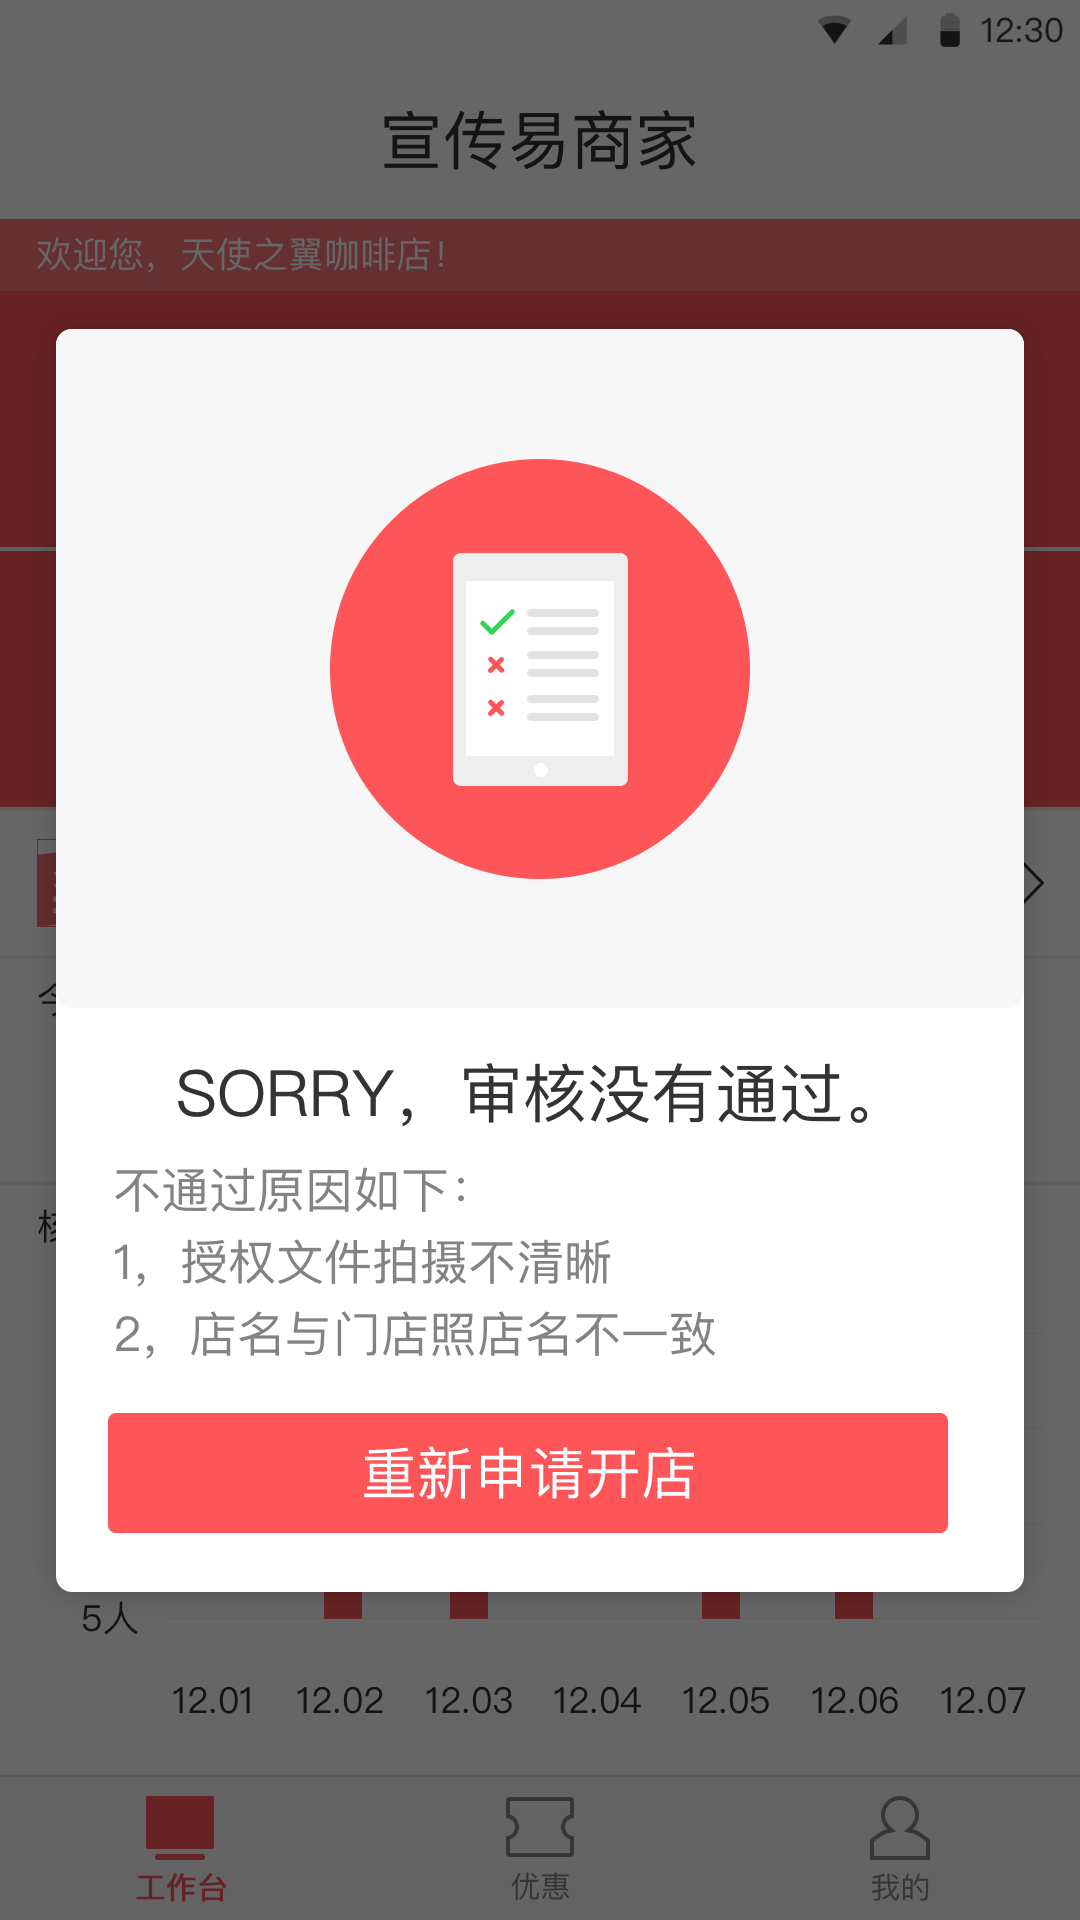 12:30
宣传易商家
欢迎您，天使之翼咖啡店！
SORRY，审核没有通过。
不通过原因如下：
1，授权文件拍摄不清晰
2，店名与门店照店名不一致
重新申请开店
5人
12.01 12.02 12.03 12.04 12.05 12.06 12.07
工作台 优惠 我的